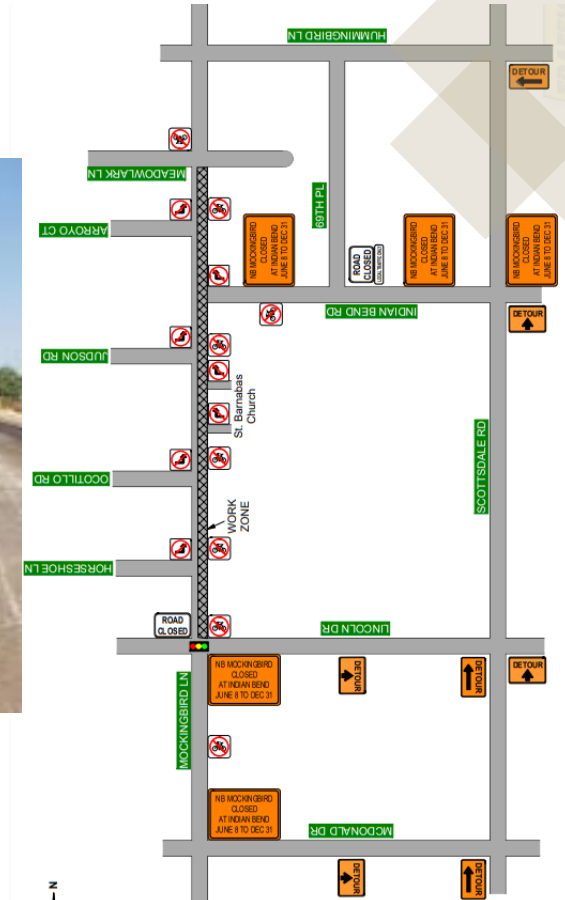 HUMMINGBIRD LN
DETOUR
MEADOWLARK LN
ARROYO CT
69TH PL
NB MOCKINGBIRD
CLOSED
AT INDIAN BEND
JUNE 8 TO DEC 31
ROAD
CLOSED
LOCAL TRAFFIC ONLY
NB MOCKINGBIRD
CLOSED
AT INDIAN BEND
JUNE 8 TO DEC 31
NB MOCKINGBIRD
CLOSED
AT INDIAN BEND
JUNE 8 TO DEC 31
INDIAN BEND RD
DETOUR
JUDSON RD
St. Barnabas
Church
OCOTILLO RD
SCOTTSDALE RD
WORK
ZONE
HORSESHOE LN
ROAD
CLOSED
LINCOLN DR
MOCKINGBIRD LN
NB MOCKINGBIRD
CLOSED
AT INDIAN BEND
JUNE 8 TO DEC 31
DETOUR
DETOUR
DETOUR
NB MOCKINGBIRD
CLOSED
AT INDIAN BEND
JUNE 8 TO DEC 31
MCDONALD DR
DETOUR
DETOUR
N